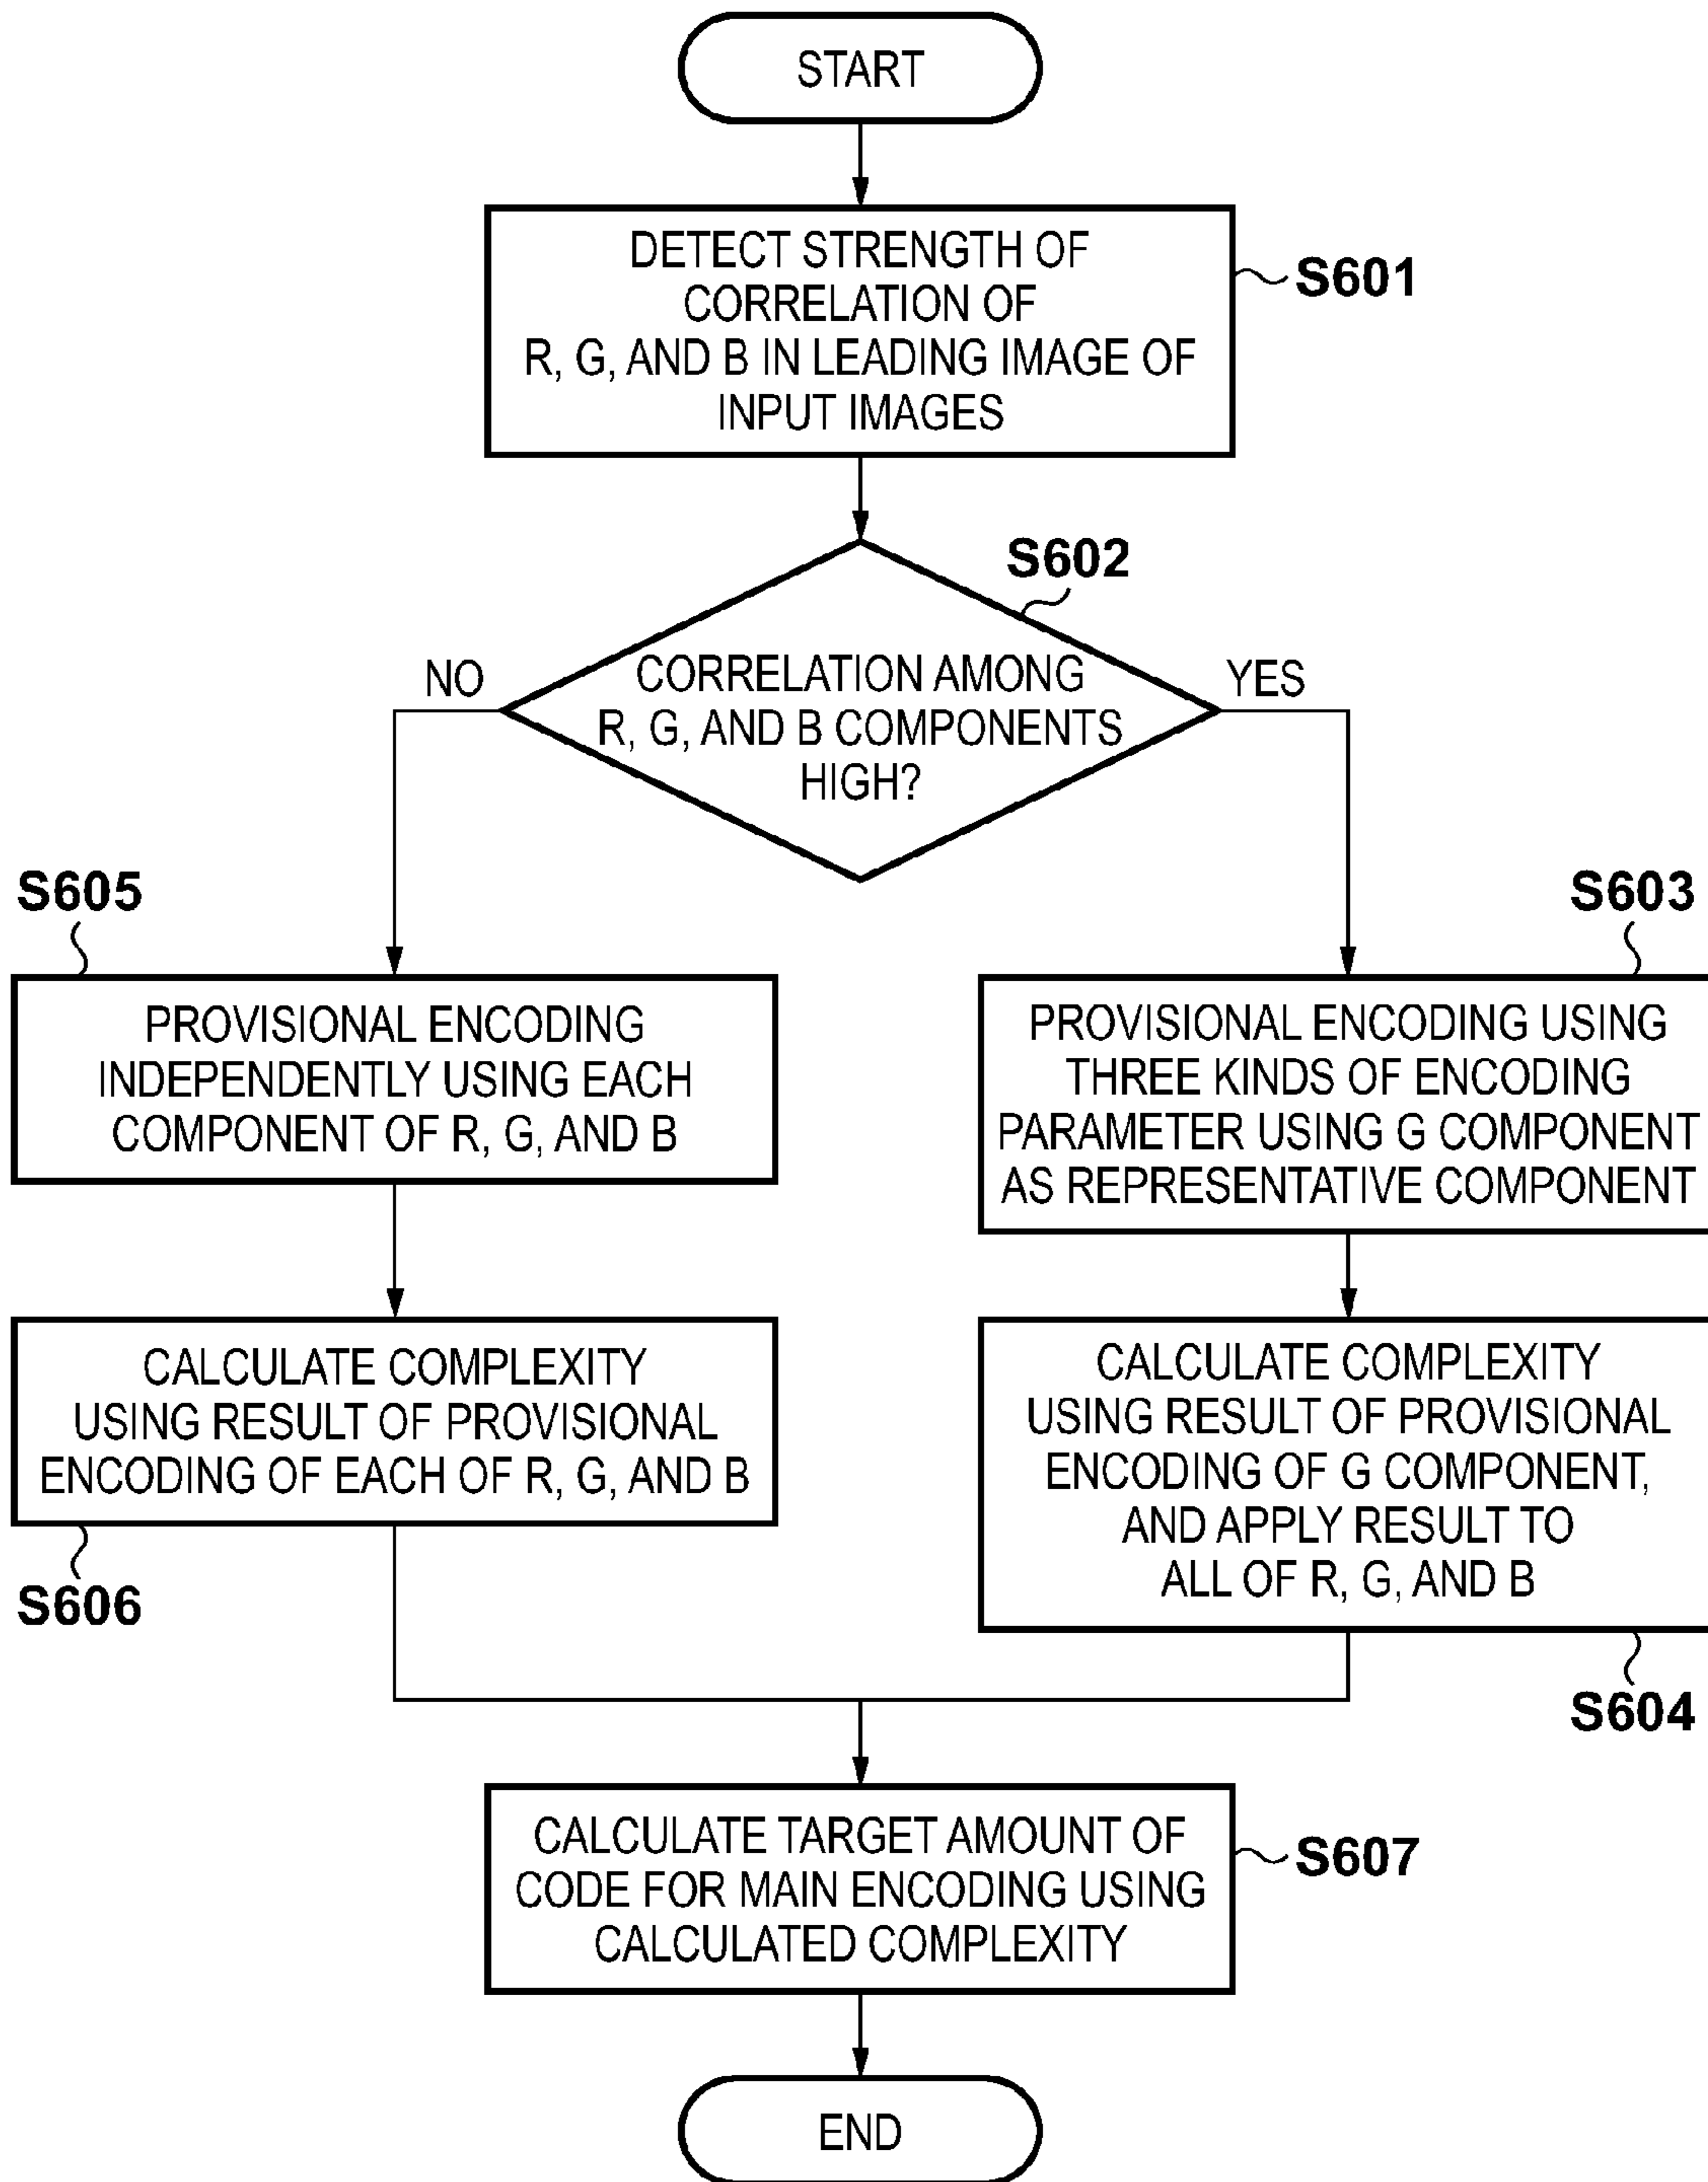 START
DETECT STRENGTH OF
CORRELATION OF
R, G, AND B IN LEADING IMAGE OF
INPUT IMAGES
S601
S602
CORRELATION AMONG
R, G, AND B COMPONENTS
HIGH?
NO
YES
S605
PROVISIONAL ENCODING
INDEPENDENTLY USING EACH
COMPONENT OF R, G, AND B
S603
PROVISIONAL ENCODING USING
THREE KINDS OF ENCODING
PARAMETER USING G COMPONENT
AS REPRESENTATIVE COMPONENT
CALCULATE COMPLEXITY
USING RESULT OF PROVISIONAL
ENCODING OF EACH OF R, G, AND B
S606
CALCULATE COMPLEXITY
USING RESULT OF PROVISIONAL
ENCODING OF G COMPONENT,
AND APPLY RESULT TO
ALL OF R, G, AND B
S604
CALCULATE TARGET AMOUNT OF
CODE FOR MAIN ENCODING USING
CALCULATED COMPLEXITY
S607
END